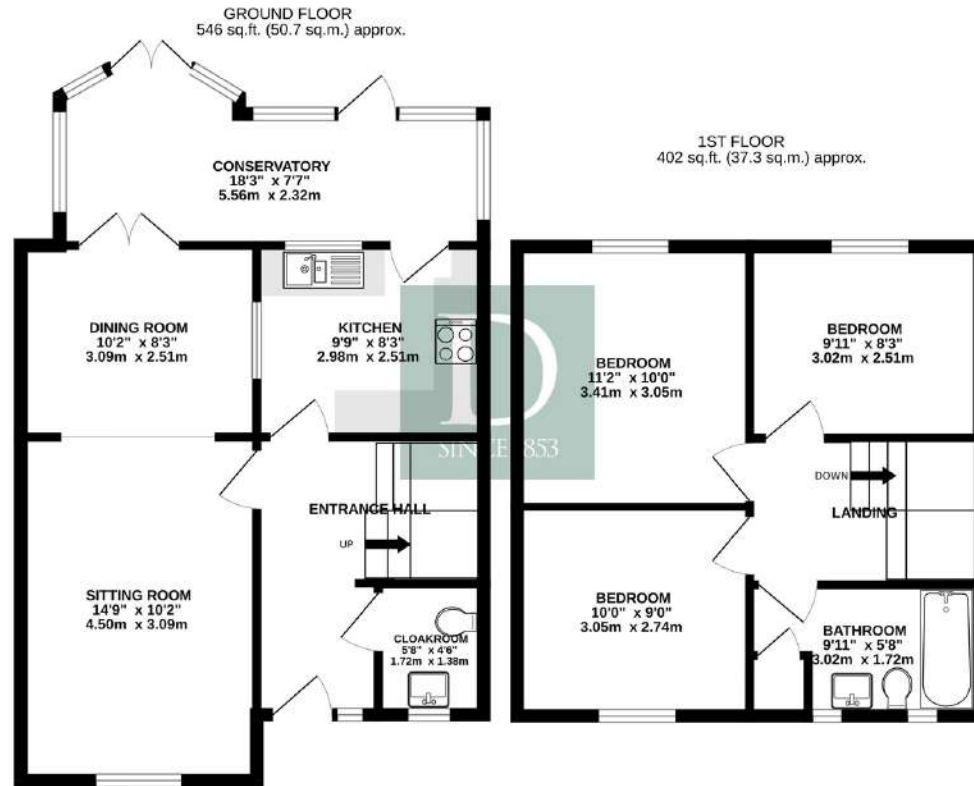 GROUND FLOOR
546 sq.ft. (50.7 sq.m.) approx.
CONSERVATORY
18'3" x 7'7"
5.56m x 2.32m
DINING ROOM
10'2" x 8'3"
3.09m x 2.51m
KITCHEN
9'9" x 8'3"
2.98m x 2.51m
D
SINCE 1853
ENTRANCE HALL
UP
SITTING ROOM
14'9" x 10'2"
4.50m x 3.09m
CLOAKROOM
5'8" x 4'6"
1.72m x 1.38m
1ST FLOOR
402 sq.ft. (37.3 sq.m.) approx.
BEDROOM
11'2" x 10'0"
3.41m x 3.05m
BEDROOM
9'11" x 8'3"
3.02m x 2.51m
DOWN
LANDING
BEDROOM
10'0" x 9'0"
3.05m x 2.74m
BATHROOM
9'11" x 5'8"
3.02m x 1.72m